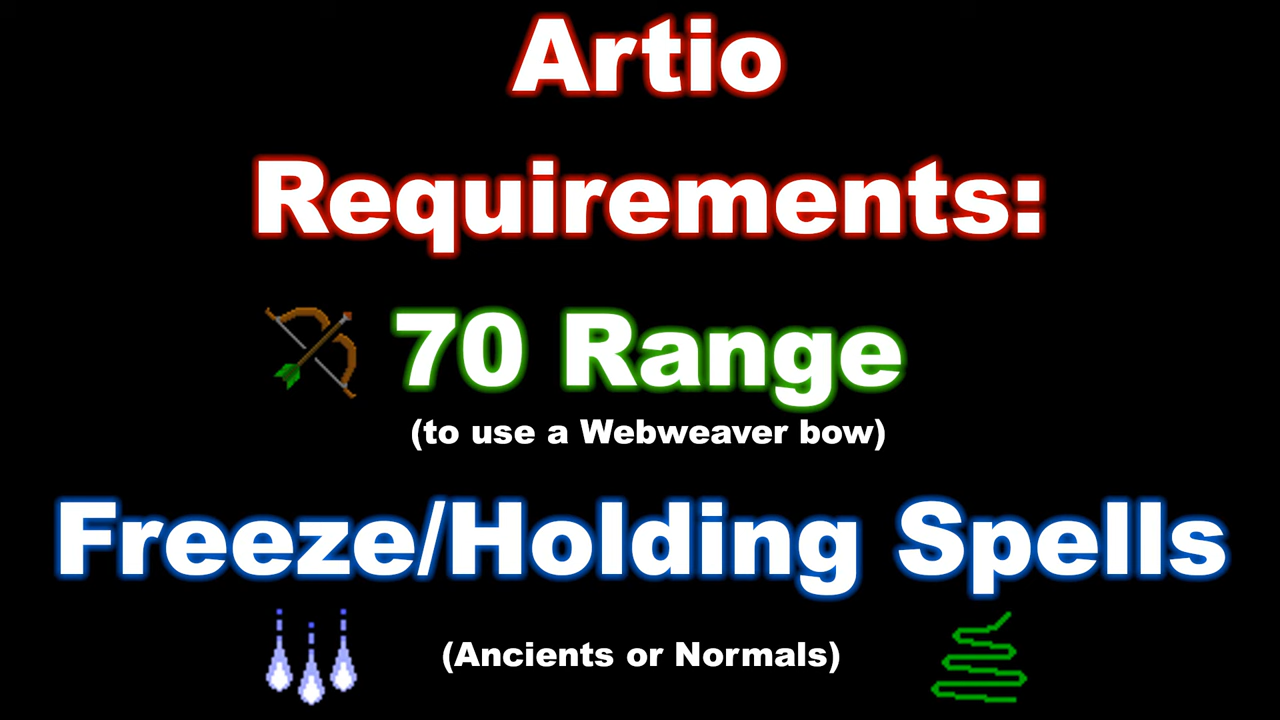 Artio
Requirements:
70 Range
(to use a Webweaver bow)
Freeze/Holding Spells
(Ancients or Normals)